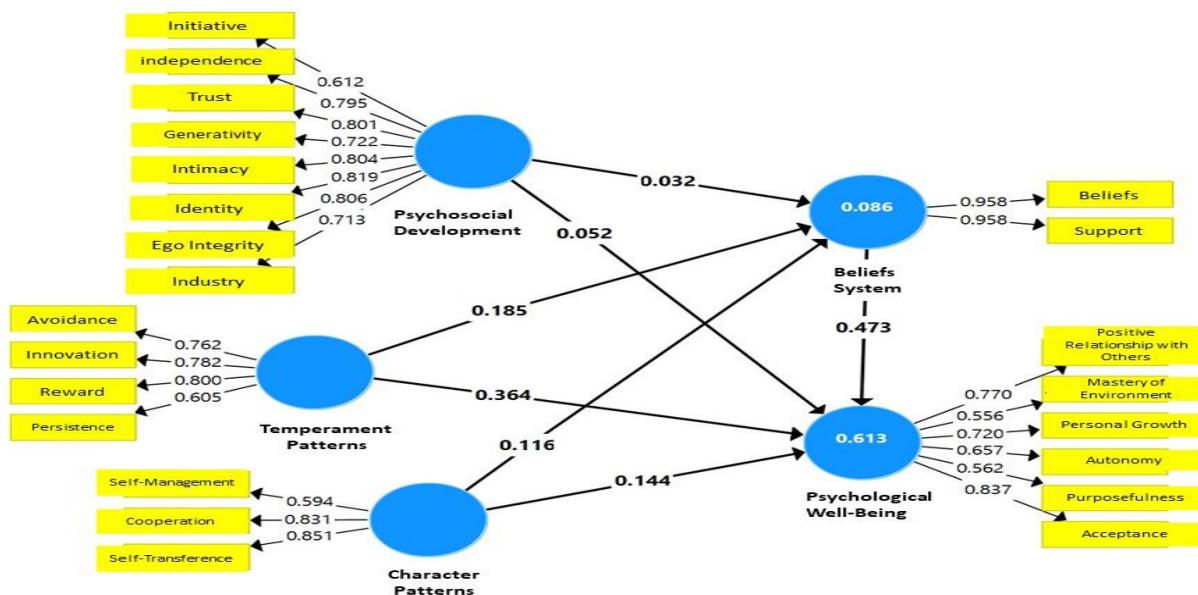 Initiative
independence
Trust
Generativity
Intimacy
Identity
Ego Integrity
Industry
0.612
0.795
0.801
0.722
0.804
0.819
0.806
0.713
Psychosocial
Development
0.032
0.052
0.086
Beliefs
System
0.958
0.958
Beliefs
Support
Avoidance
Innovation
Reward
Persistence
0.762
0.782
0.800
0.605
Temperament
Patterns
0.185
0.364
0.473
Self-Management
Cooperation
Self-Transference
0.594
0.831
0.851
Character
Patterns
0.116
0.144
0.613
Psychological
Well-Being
0.770
0.556
0.720
0.657
0.562
0.837
Positive
Relationship with
Others
Mastery of
Environment
Personal Growth
Autonomy
Purposefulness
Acceptance